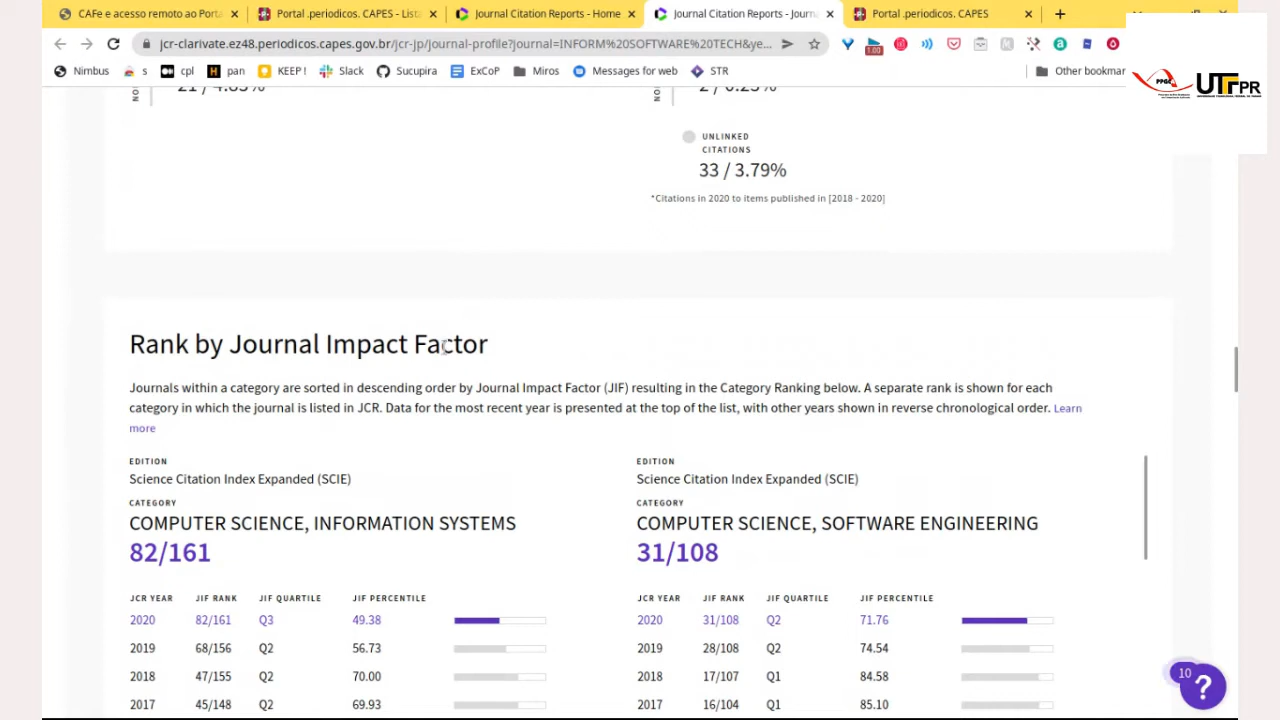 CAFe e acesso remoto ao Porta
Portal .periodicos. CAPES - Lista
Journal Citation Reports - Home
Journal Citation Reports - Journ
Portal .periodicos. CAPES
jcr-clarivate.ez48.periodicos.capes.gov.br/jcr-jp/journal-profile?journal=INFORM%20SOFTWARE%20TECH&ye...
1.00
Nimbus
s
cpl
pan
KEEP!
Slack
Sucupira
ExCoP
Miros
Messages for web
STR
Other bookmar
UTFPR
21 / 4.83%
UNLINKED
CITATIONS
33 / 3.79%
*Citations in 2020 to items published in [2018 - 2020]
Rank by Journal Impact Factor
Journals within a category are sorted in descending order by Journal Impact Factor (JIF) resulting in the Category Ranking below. A separate rank is shown for each
category in which the journal is listed in JCR. Data for the most recent year is presented at the top of the list, with other years shown in reverse chronological order. Learn
more
EDITION
Science Citation Index Expanded (SCIE)
CATEGORY
COMPUTER SCIENCE, INFORMATION SYSTEMS
82/161
JCR YEAR JIF RANK JIF QUARTILE JIF PERCENTILE
2020 82/161 Q3 49.38
2019 68/156 Q2 56.73
2018 47/155 Q2 70.00
2017 45/148 Q2 69.93
EDITION
Science Citation Index Expanded (SCIE)
CATEGORY
COMPUTER SCIENCE, SOFTWARE ENGINEERING
31/108
JCR YEAR JIF RANK JIF QUARTILE JIF PERCENTILE
2020 31/108 Q2 71.76
2019 28/108 Q2 74.54
2018 17/107 Q1 84.58
2017 16/104 Q1 85.10
10
?